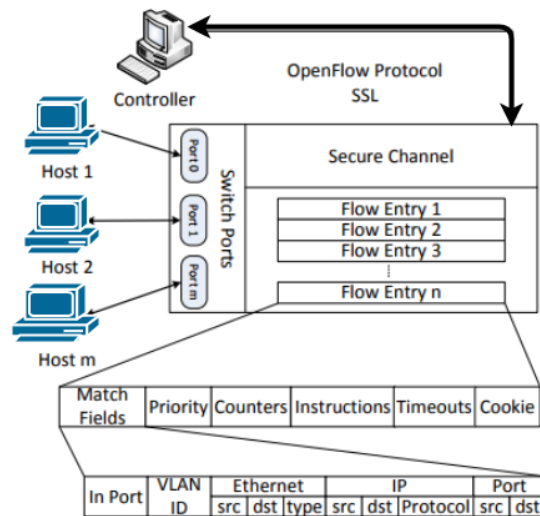 OpenFlow Protocol
SSL
Controller
Host 1
Host 2
Host m
Port 0
Port 1
Port m
Switch Ports
Secure Channel
Flow Entry 1
Flow Entry 2
Flow Entry 3
Flow Entry n
Match Fields Priority Counters Instructions Timeouts Cookie
In Port VLAN ID Ethernet IP Port
src dst type src dst Protocol src dst